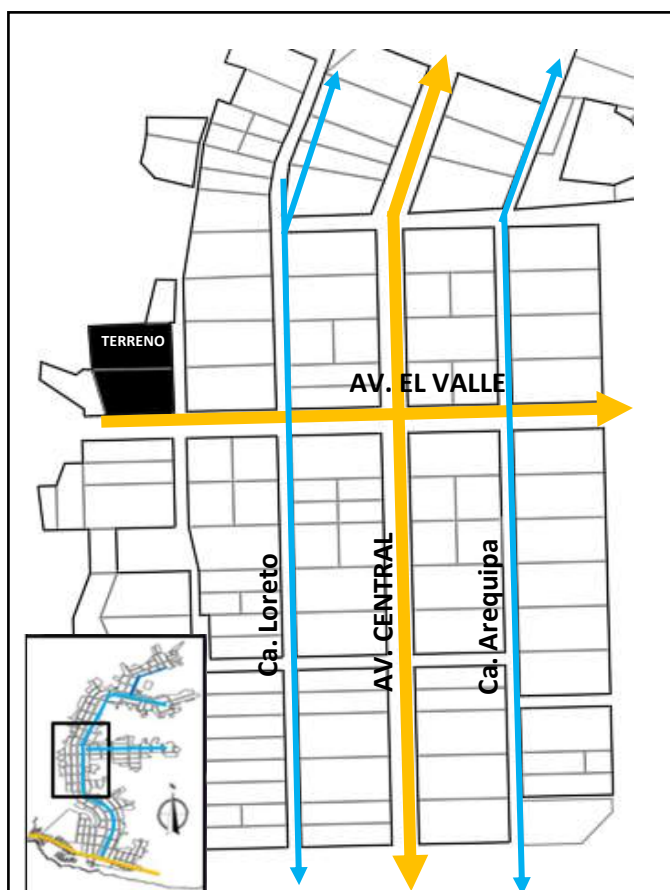 TERRENO
AV. EL VALLE
Ca. Loreto
AV. CENTRAL
Ca. Arequipa